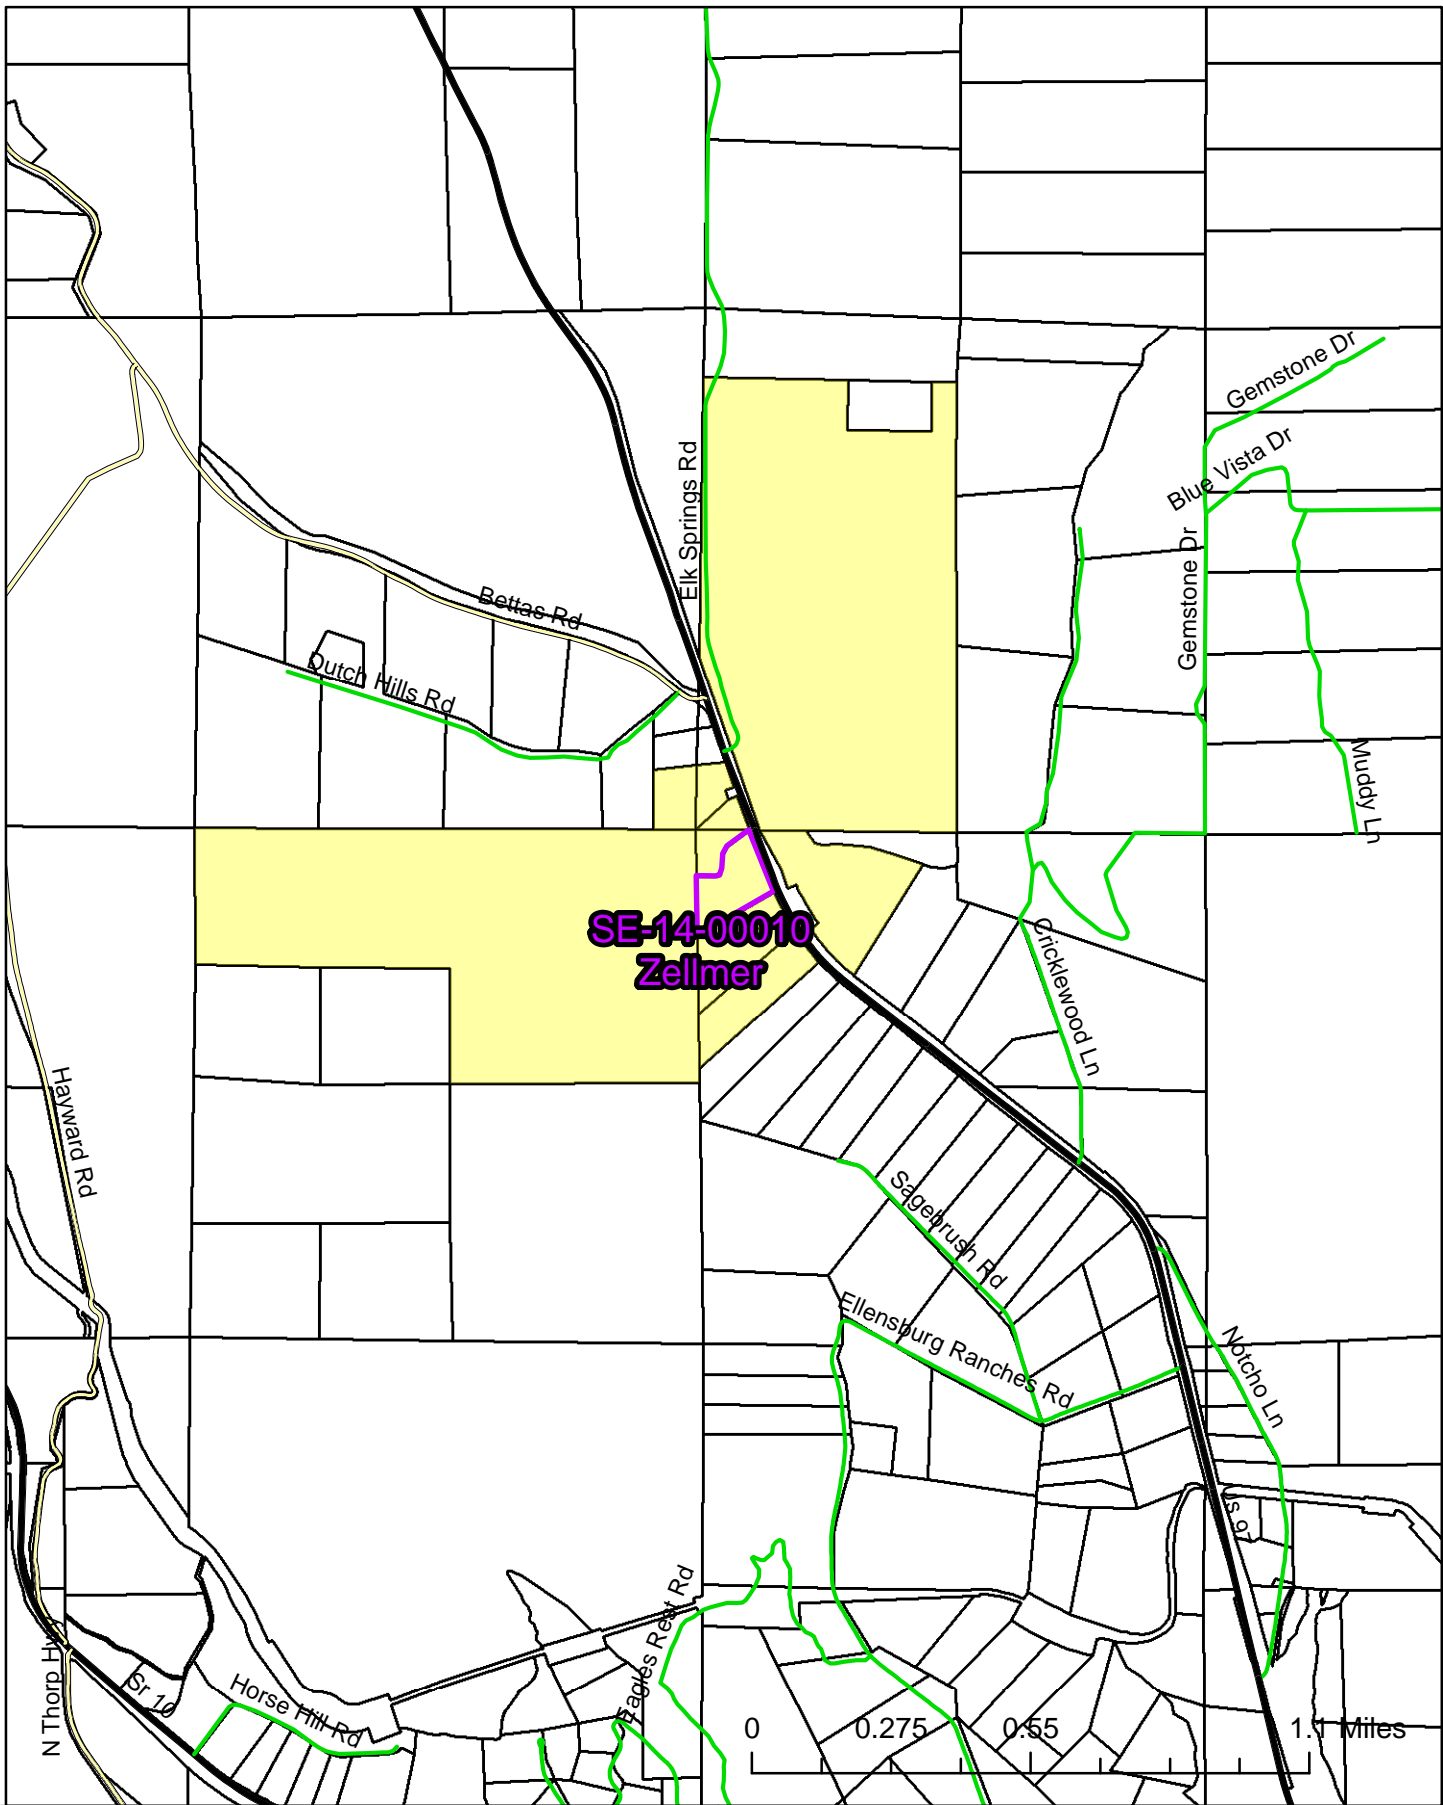 Gemstone Dr
Blue Vista Dr
Elk Springs Rd
Gemstone Dr
Bettas Rd
Dutch Hills Rd
Muddy Ln
SE-14-00010
Zellmer
Cricklewood Ln
Hayward Rd
Sagebrush Rd
Ellensburg Ranches Rd
Notcho Ln
Us 97
Eagles Rest Rd
N Thorp Hw
Sr 10
Horse Hill Rd
0 0.275 0.55 1.1 Miles